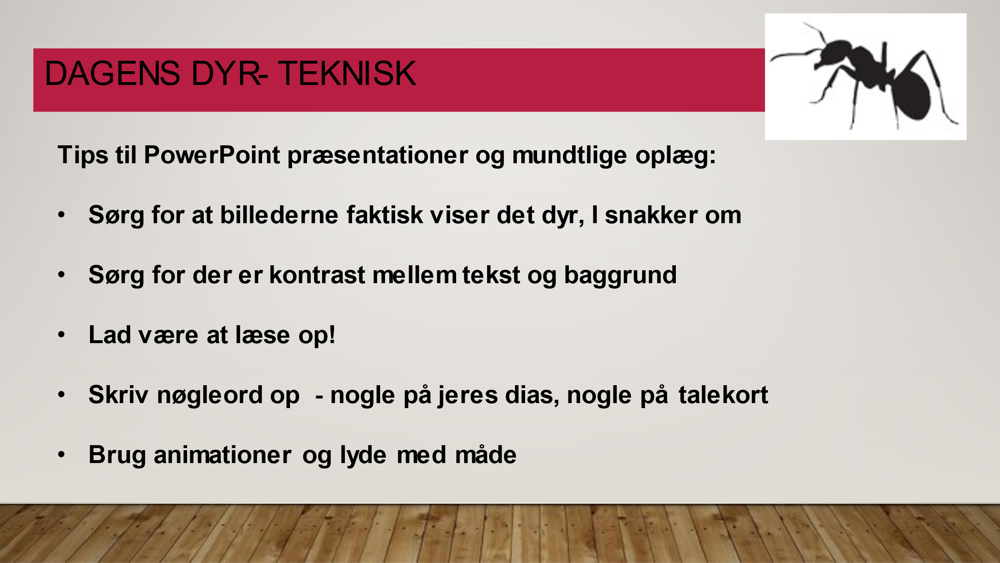 DAGENS DYR- TEKNISK
Tips til PowerPoint præsentationer og mundtlige oplæg:
• Sørg for at billederne faktisk viser det dyr, I snakker om
• Sørg for der er kontrast mellem tekst og baggrund
• Lad være at læse op!
• Skriv nøgleord op - nogle på jeres dias, nogle på talekort
• Brug animationer og lyde med måde